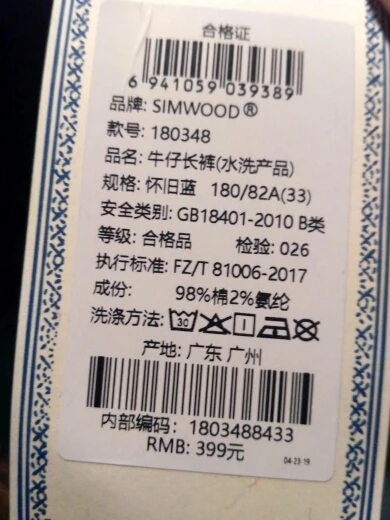 合格证
6 941059 039389
品牌: SIMWOOD®
款号: 180348
品名: 牛仔长裤(水洗产品)
规格: 怀旧蓝 180/82A(33)
安全类别: GB18401-2010 B类
等级: 合格品 检验: 026
执行标准: FZ/T 81006-2017
成份: 98%棉2%氨纶
洗涤方法: 30
产地: 广东 广州
内部编码: 1803488433
RMB: 399元
04-23-19